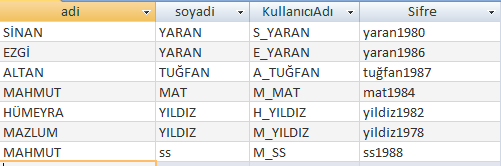 adi soyadi KullanıcıAdı Sifre
SİNAN YARAN S_YARAN yaran1980
EZGİ YARAN E_YARAN yaran1986
ALTAN TUĞFAN A_TUĞFAN tuğfan1987
MAHMUT MAT M_MAT mat1984
HÜMEYRA YILDIZ H_YILDIZ yildiz1982
MAZLUM YILDIZ M_YILDIZ yildiz1978
MAHMUT ss M_SS ss1988